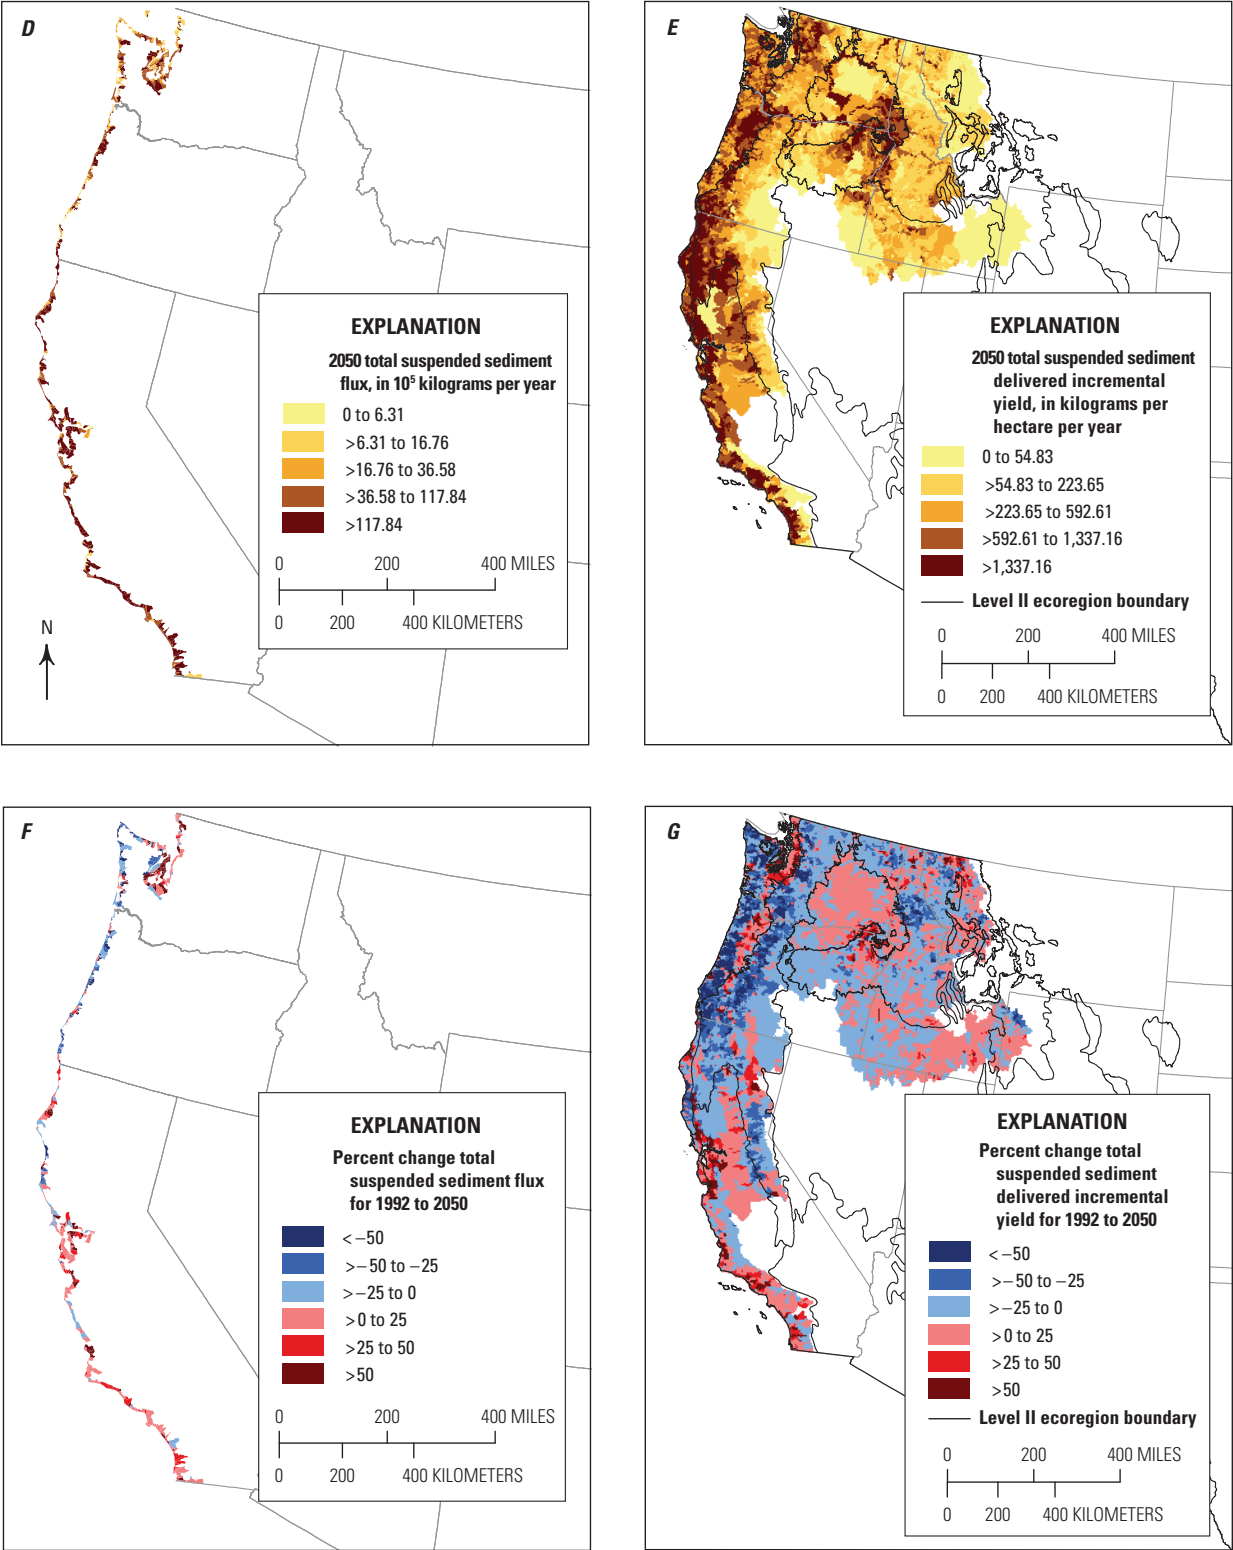 D
EXPLANATION
2050 total suspended sediment
flux, in 10⁵ kilograms per year
0 to 6.31
>6.31 to 16.76
>16.76 to 36.58
>36.58 to 117.84
>117.84
0 200 400 MILES
0 200 400 KILOMETERS
N
E
EXPLANATION
2050 total suspended sediment
delivered incremental
yield, in kilograms per
hectare per year
0 to 54.83
>54.83 to 223.65
>223.65 to 592.61
>592.61 to 1,337.16
>1,337.16
Level II ecoregion boundary
0 200 400 MILES
0 200 400 KILOMETERS
F
EXPLANATION
Percent change total
suspended sediment flux
for 1992 to 2050
<−50
>−50 to −25
>−25 to 0
>0 to 25
>25 to 50
>50
0 200 400 MILES
0 200 400 KILOMETERS
G
EXPLANATION
Percent change total
suspended sediment
delivered incremental
yield for 1992 to 2050
<−50
>−50 to −25
>−25 to 0
>0 to 25
>25 to 50
>50
Level II ecoregion boundary
0 200 400 MILES
0 200 400 KILOMETERS